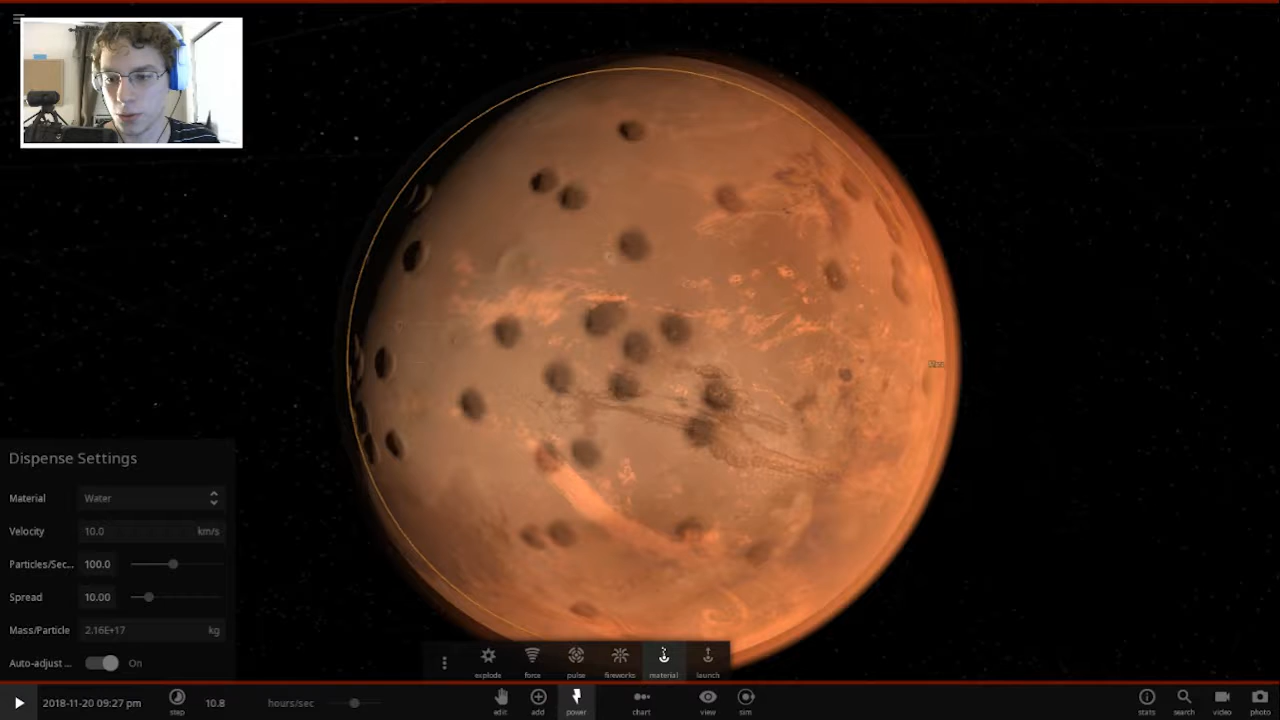 Mars
Dispense Settings
Material Water
Velocity 10.0 km/s
Particles/Sec... 100.0
Spread 10.00
Mass/Particle 2.16E+17 kg
Auto-adjust ... On
explode force pulse fireworks material launch
2018-11-20 09:27 pm step 10.8 hours/sec edit add power chart view sim stats search video photo